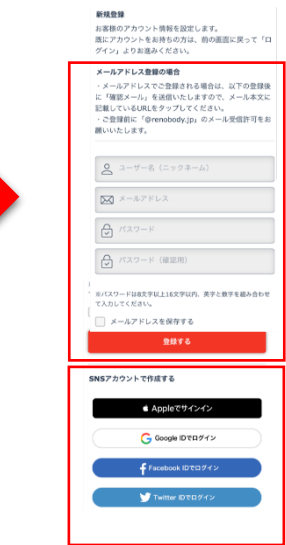 新規登録
お客様のアカウント情報を設定します。
既にアカウントをお持ちの方は、前の画面に戻って「ロ
グイン」よりお進みください。
メールアドレス登録の場合
・メールアドレスでご登録される場合は、以下の登録後
に「確認メール」を送信いたしますので、メール本文に
記載しているURLをタップしてください。
・ご登録前に「@renobody.jp」のメール受信許可をお
願いいたします。
ユーザー名（ニックネーム）
メールアドレス
パスワード
パスワード（確認用）
※パスワードは8文字以上16文字以内、英字と数字を組み合わせ
て入力してください。
メールアドレスを保存する
登録する
SNSアカウントで作成する
Appleでサインイン
Google IDでログイン
Facebook IDでログイン
Twitter IDでログイン